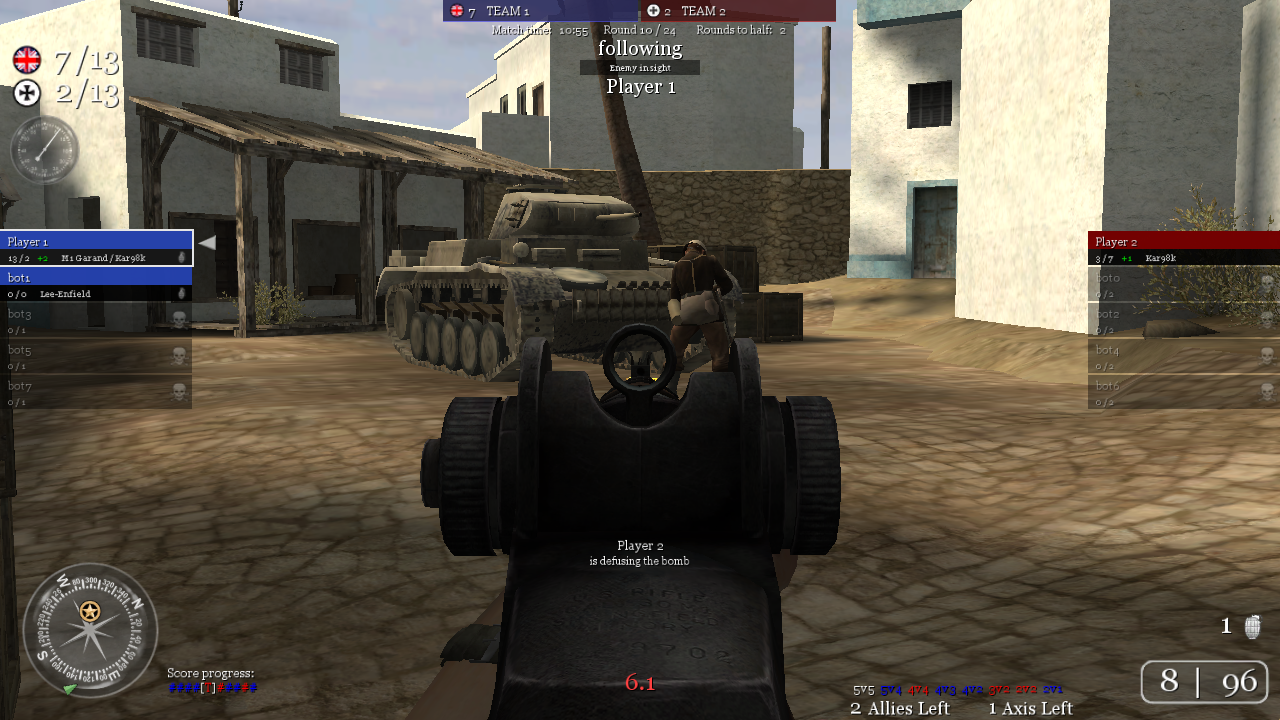 7 TEAM 1
2 TEAM 2
Match time: 10:55 Round 10 / 24 Rounds to half: 2
following
Enemy in sight
Player 1
7/13
2/13
Player 1
13/2 +2 M1 Garand/Kar98k
bot1
0/0 Lee-Enfield
bot3
0/1
bot5
0/1
bot7
0/1
Player 2
3/7 +1 Kar98k
bot0
0/2
bot2
0/2
bot4
0/2
bot6
0/2
Player 2
is defusing the bomb
W
N
S
E
Score progress:
6.1
1
8 | 96
5v5 5v4 4v4 4v3 4v2 3v2 2v2 2v1
2 Allies Left 1 Axis Left